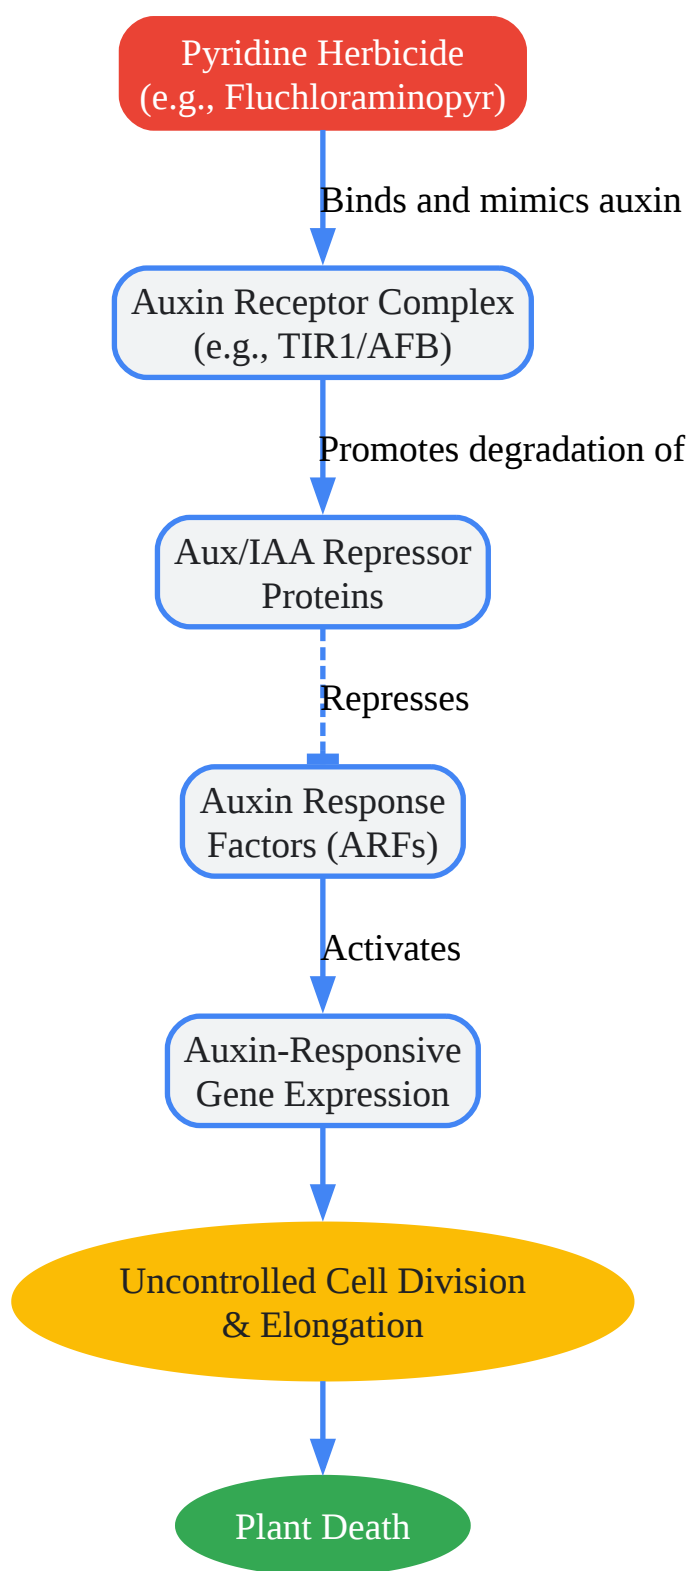 Pyridine Herbicide
(e.g., Fluchloraminopyr)
Binds and mimics auxin
Auxin Receptor Complex
(e.g., TIR1/AFB)
Promotes degradation of
Aux/IAA Repressor
Proteins
Represses
Auxin Response
Factors (ARFs)
Activates
Auxin-Responsive
Gene Expression
Uncontrolled Cell Division
& Elongation
Plant Death